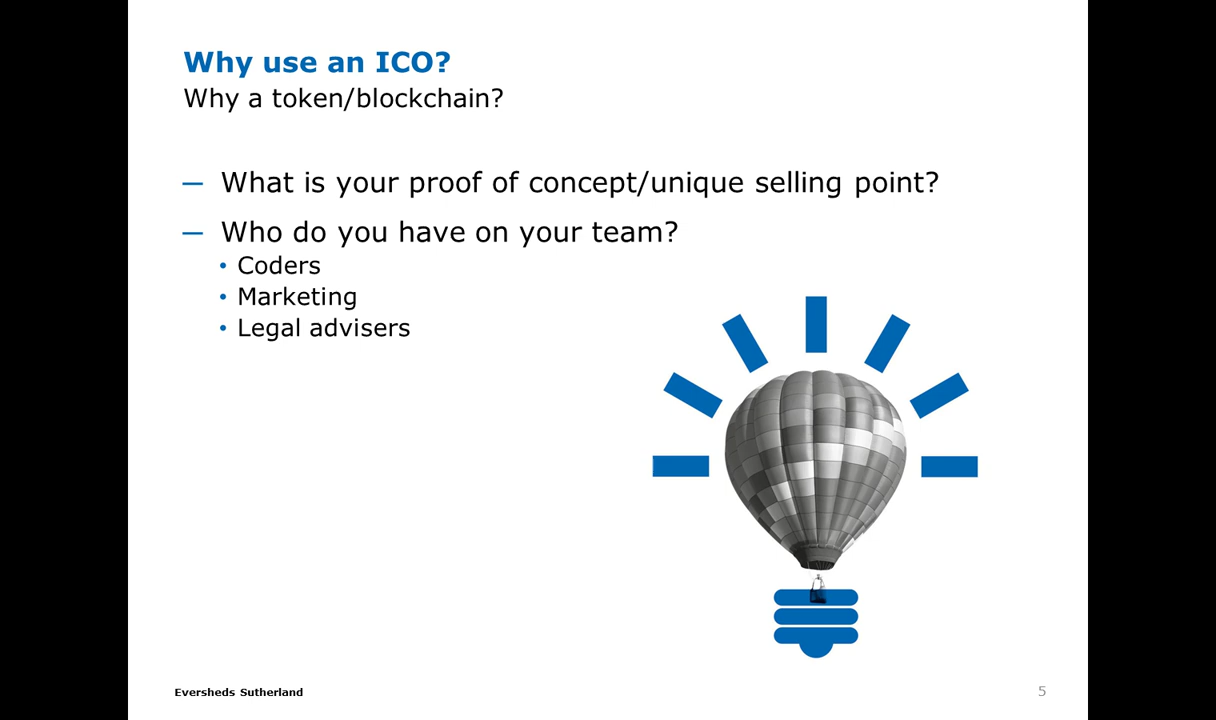 Why use an ICO?
Why a token/blockchain?
— What is your proof of concept/unique selling point?
— Who do you have on your team?
• Coders
• Marketing
• Legal advisers
Eversheds Sutherland
5